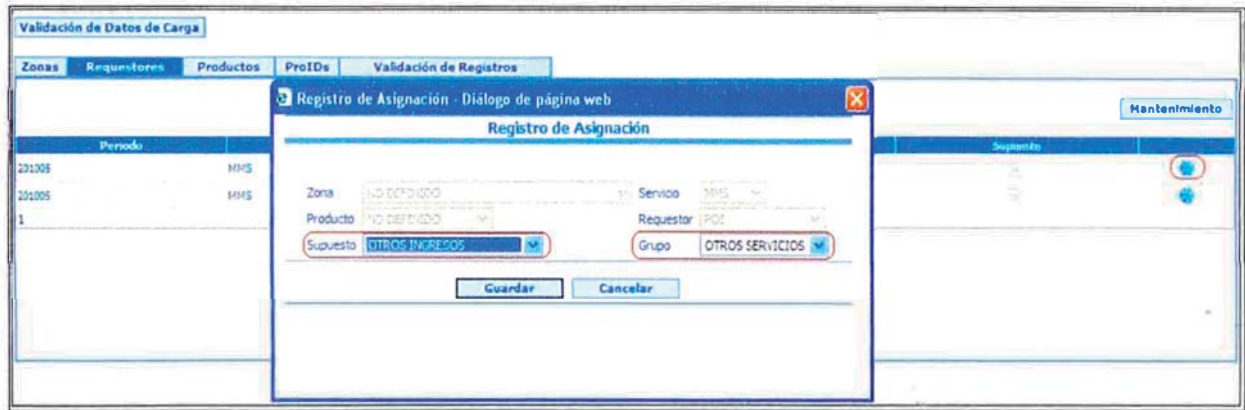 Validación de Datos de Carga
Zonas Requestores Productos ProIDs Validación de Registros
Registro de Asignación - Diálogo de página web
Mantenimiento
Registro de Asignación
Periodo Supuesto
201005 MMS
201005 MMS
1
Zona NO DEFINIDO Servicio MMS
Producto NO DEFINIDO Requestor
Supuesto OTROS INGRESOS Grupo OTROS SERVICIOS
Guardar Cancelar